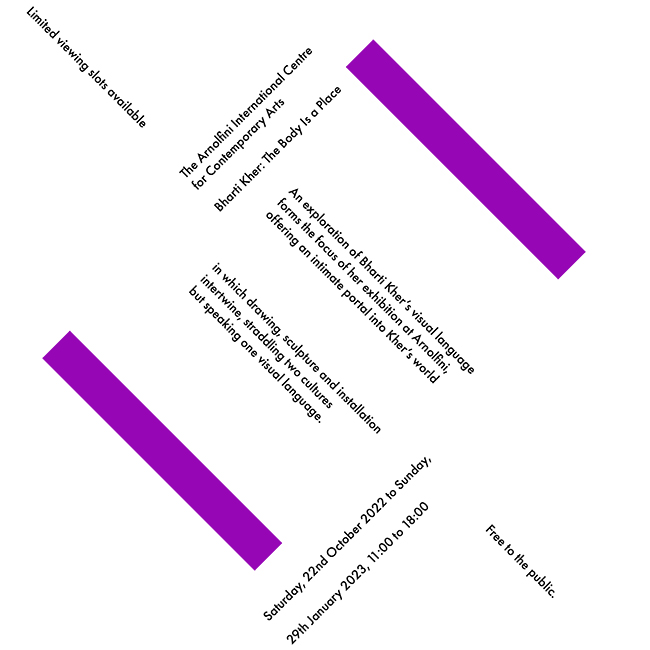 Limited viewing slots available
The Arnolfini International Centre
for Contemporary Arts
Bharti Kher: The Body Is a Place
An exploration of Bharti Kher's visual language
forms the focus of her exhibition at Arnolfini;
offering an intimate portal into Kher's world
in which drawing, sculpture and installation
intertwine, straddling two cultures
but speaking one visual language.
Saturday, 22nd October 2022 to Sunday,
29th January 2023, 11:00 to 18:00
Free to the public.